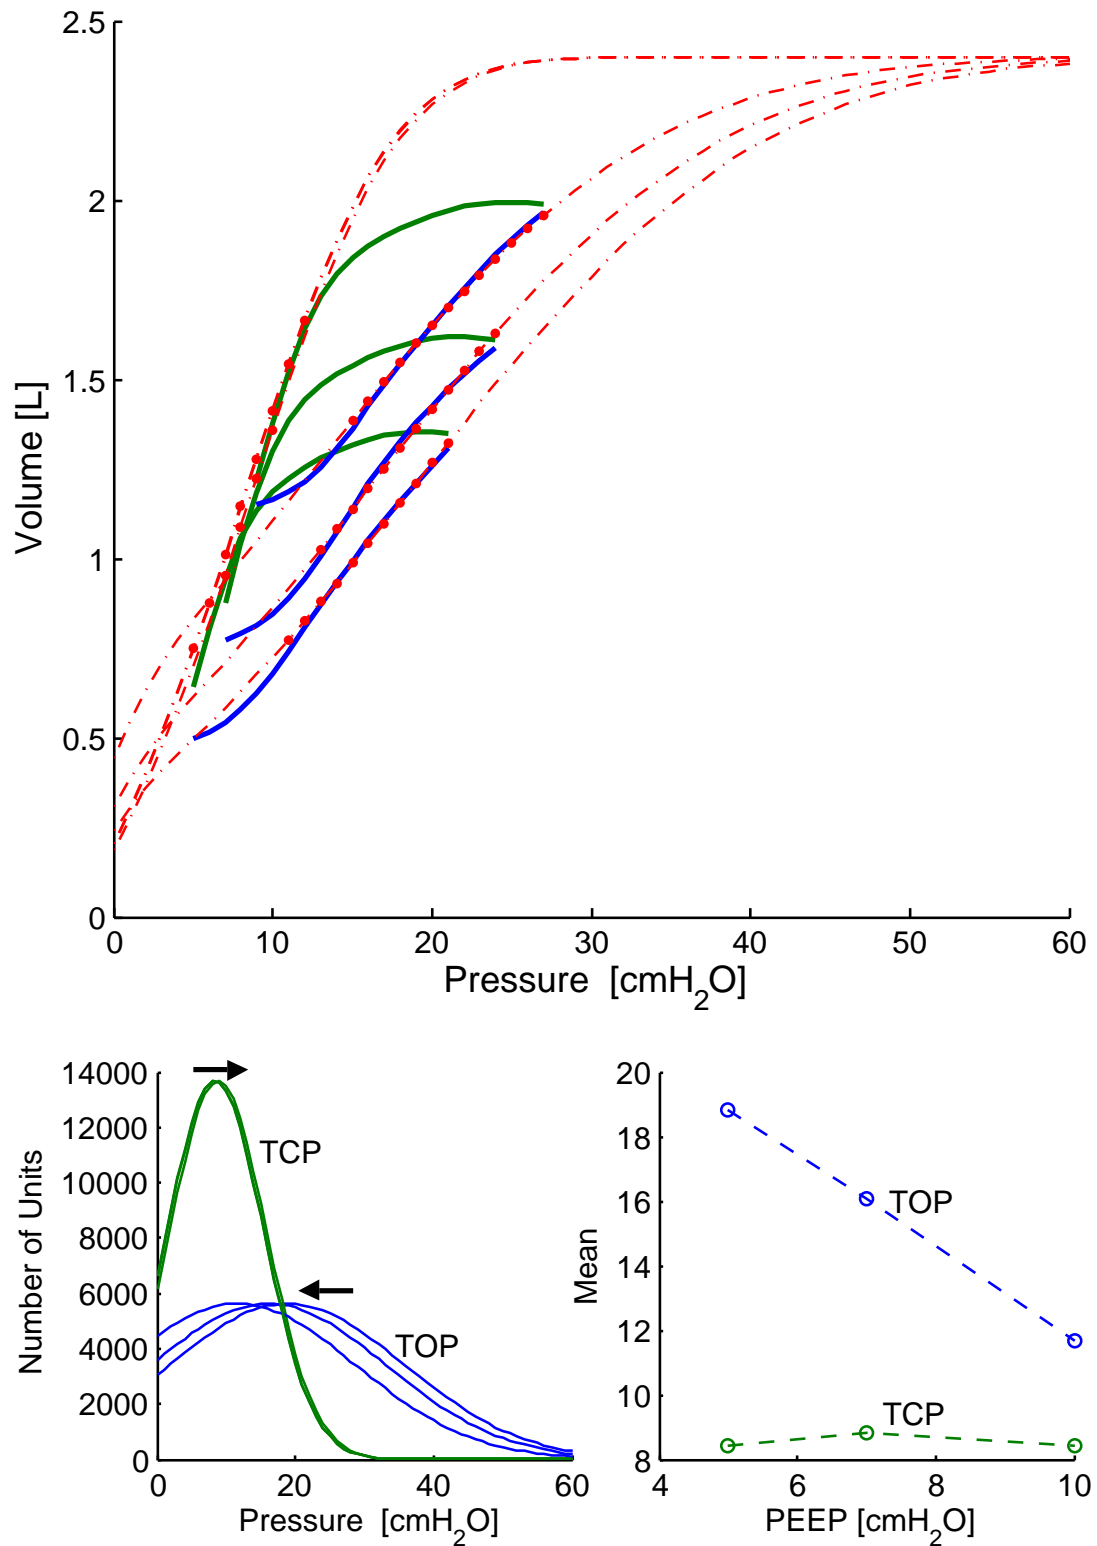 2.5
2
1.5
1
0.5
0
Volume [L]
0 10 20 30 40 50 60
Pressure [cmH2O]
14000
12000
10000
8000
6000
4000
2000
0
Number of Units
TCP
TOP
0 20 40 60
Pressure [cmH2O]
20
18
16
14
12
10
8
Mean
TOP
TCP
4 6 8 10
PEEP [cmH2O]